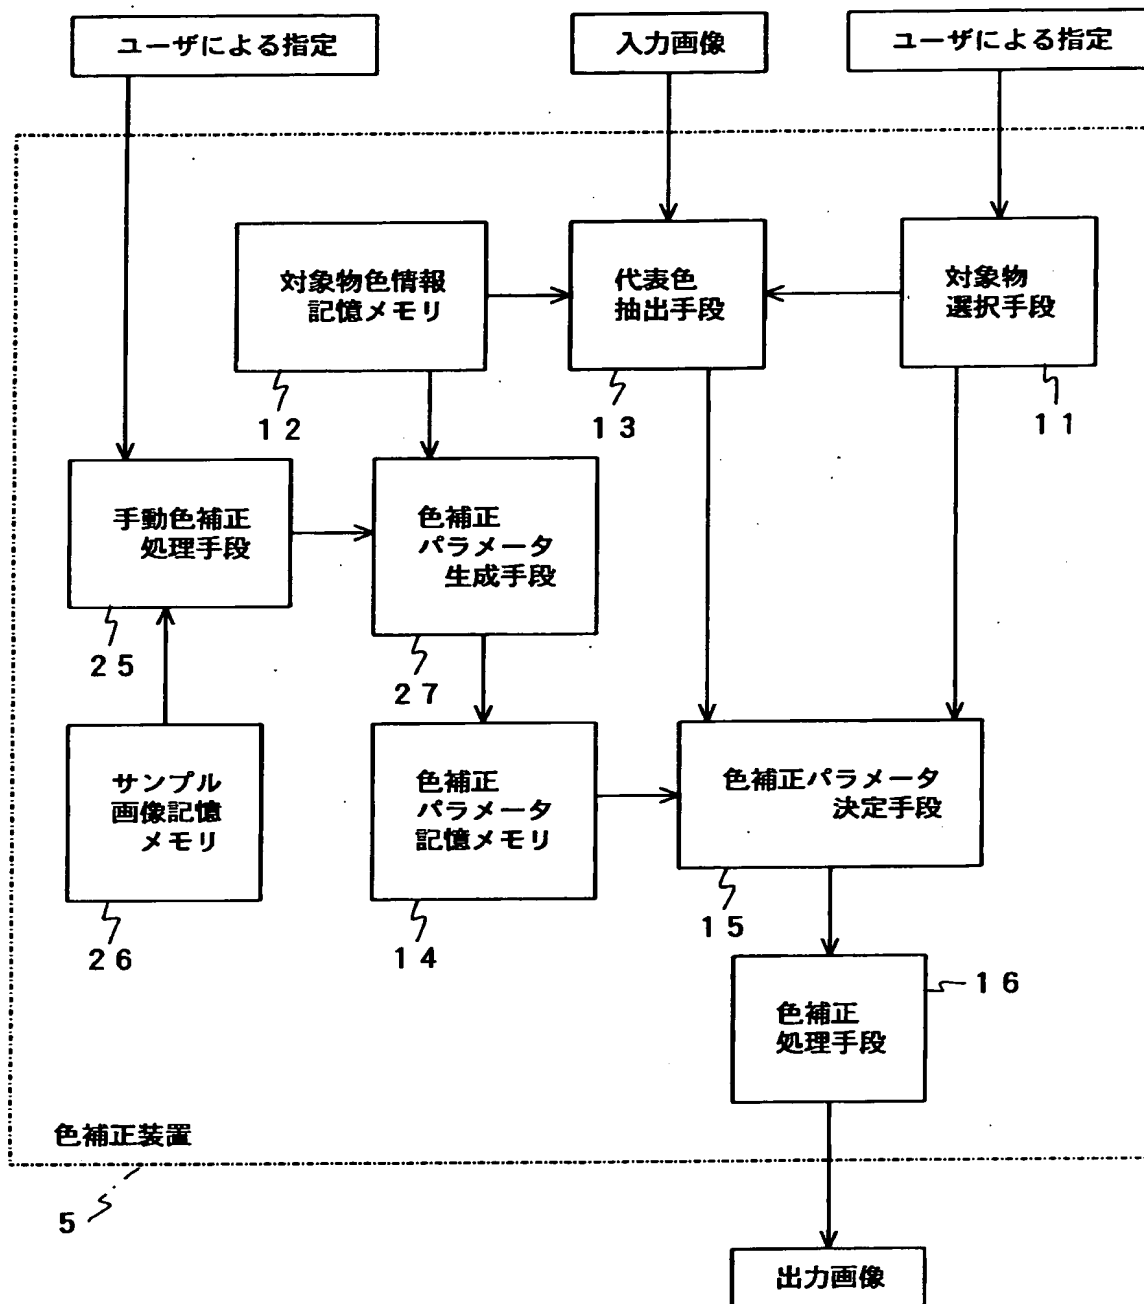 ユーザによる指定
入力画像
ユーザによる指定
対象物色情報
記憶メモリ
12
代表色
抽出手段
13
対象物
選択手段
11
手動色補正
処理手段
25
色補正
パラメータ
生成手段
27
サンプル
画像記憶
メモリ
26
色補正
パラメータ
記憶メモリ
14
色補正パラメータ
決定手段
15
色補正
処理手段
16
色補正装置
5
出力画像